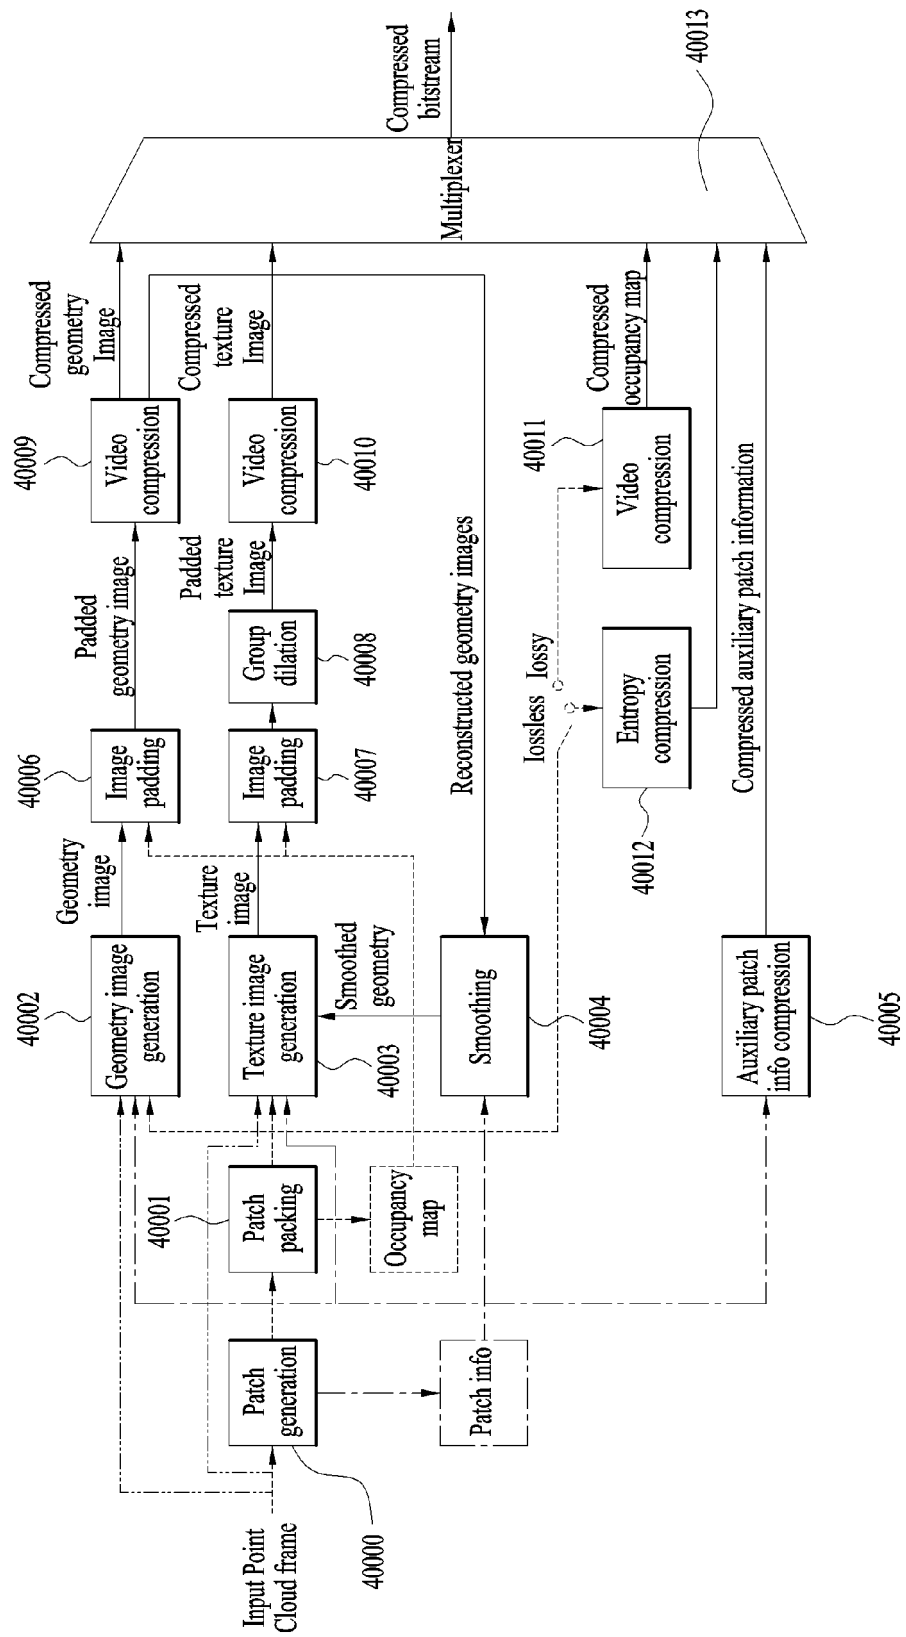 Input Point
Cloud frame
40000
Patch
generation
Patch info
40001
Patch
packing
Occupancy
map
40002
Geometry image
generation
40003
Texture image
generation
Smoothed
geometry
Smoothing
40004
Auxiliary patch
info compression
40005
Geometry
image
Texture
image
40006
Image
padding
40007
Image
padding
Padded
geometry image
Group
dilation
40008
Padded texture
Image
40009
Video
compression
40010
Video
compression
Reconstructed geometry images
lossless
lossy
40012
Entropy
compression
40011
Video
compression
Compressed auxiliary patch information
Compressed
geometry
Image
Compressed
texture
Image
Compressed
occupancy map
Multiplexer
40013
Compressed
bitstream